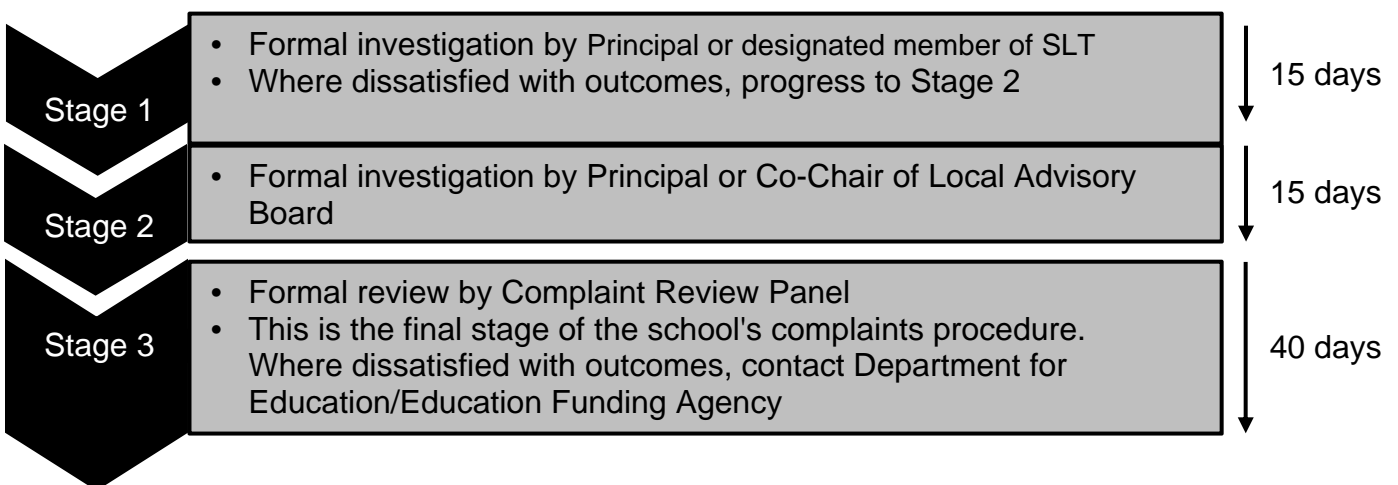 Stage 1
• Formal investigation by Principal or designated member of SLT
• Where dissatisfied with outcomes, progress to Stage 2
15 days
Stage 2
• Formal investigation by Principal or Co-Chair of Local Advisory
Board
15 days
Stage 3
• Formal review by Complaint Review Panel
• This is the final stage of the school's complaints procedure.
Where dissatisfied with outcomes, contact Department for
Education/Education Funding Agency
40 days